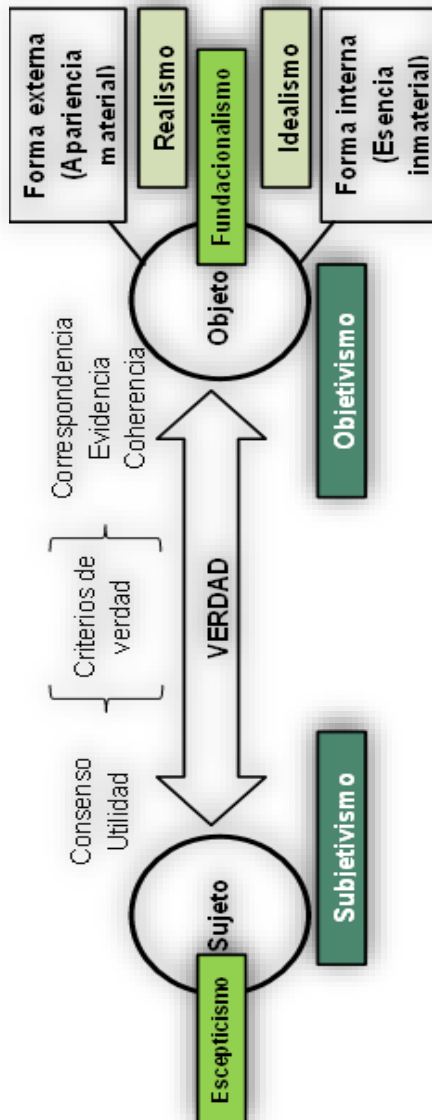 Consenso
Utilidad
Criterios de
verdad
Correspondencia
Evidencia
Coherencia
Escepticismo
Sujeto
VERDAD
Objeto
Fundacionalismo
Forma externa
(Apariencia
material)
Realismo
Idealismo
Forma interna
(Esencia
inmaterial)
Subjetivismo
Objetivismo